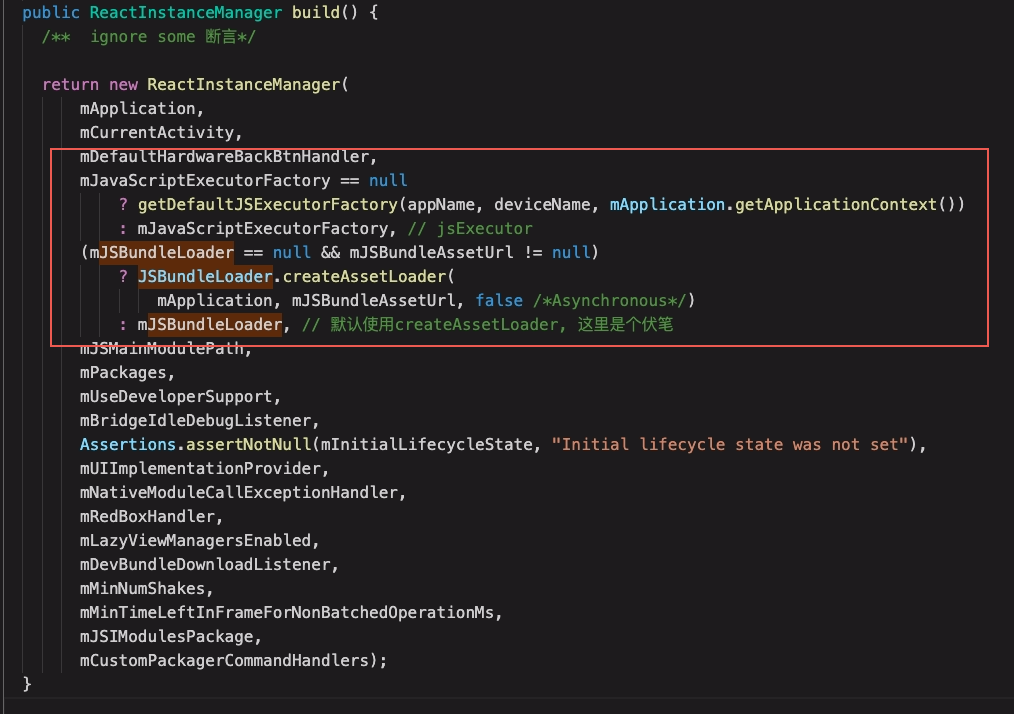 public ReactInstanceManager build() {
/**  ignore some 断言*/
return new ReactInstanceManager(
mApplication,
mCurrentActivity,
mDefaultHardwareBackBtnHandler,
mJavaScriptExecutorFactory == null
? getDefaultJSExecutorFactory(appName, deviceName, mApplication.getApplicationContext())
: mJavaScriptExecutorFactory, // jsExecutor
(mJSBundleLoader == null && mJSBundleAssetUrl != null)
? JSBundleLoader.createAssetLoader(
mApplication, mJSBundleAssetUrl, false /*Asynchronous*/)
: mJSBundleLoader, // 默认使用createAssetLoader, 这里是个伏笔
mJSMainModulePath,
mPackages,
mUseDeveloperSupport,
mBridgeIdleDebugListener,
Assertions.assertNotNull(mInitialLifecycleState, "Initial lifecycle state was not set"),
mUIImplementationProvider,
mNativeModuleCallExceptionHandler,
mRedBoxHandler,
mLazyViewManagersEnabled,
mDevBundleDownloadListener,
mMinNumShakes,
mMinTimeLeftInFrameForNonBatchedOperationMs,
mJSIModulesPackage,
mCustomPackagerCommandHandlers);
}